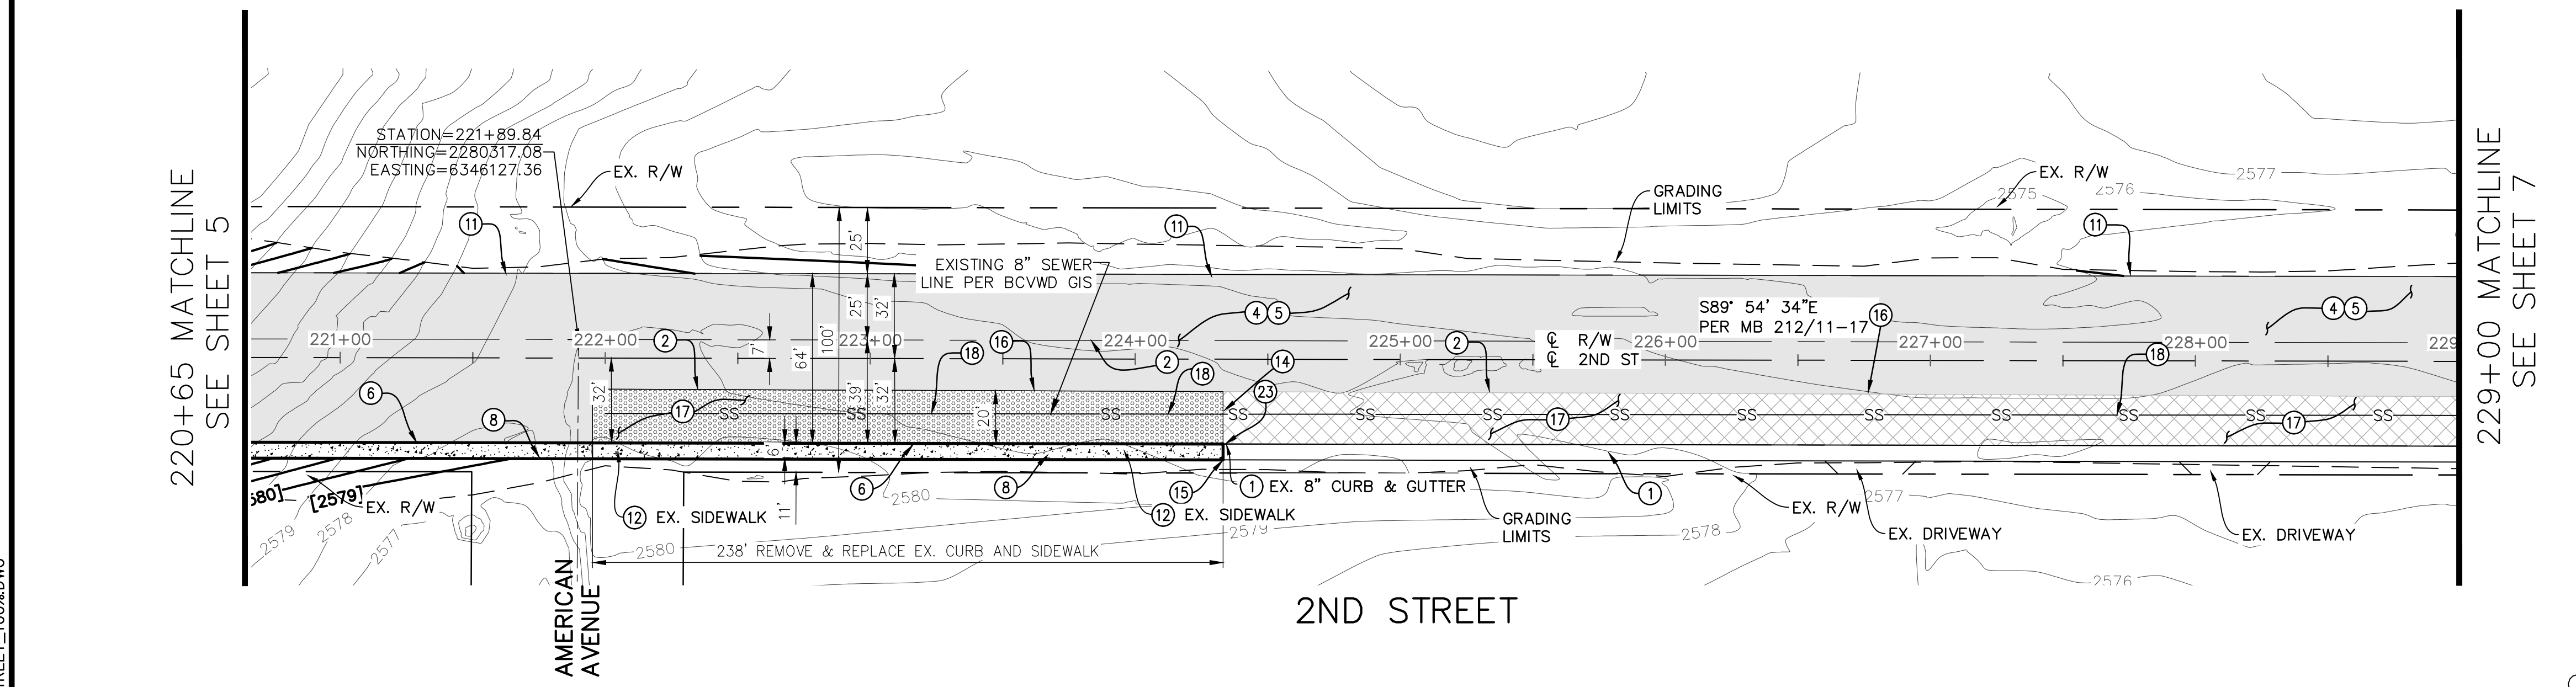 STATION=221+89.84
NORTHING=2280317.08
EASTING=6346127.36
EX. R/W
GRADING
LIMITS
EX. R/W
2575
2576
2577
220+65 MATCHLINE
SEE SHEET 5
229+00 MATCHLINE
SEE SHEET 7
11
11
11
25'
EXISTING 8" SEWER
LINE PER BCVWD GIS
25'
32'
4 5
S89° 54' 34"E
PER MB 212/11-17
16
4 5
221+00
222+00
2
7'
64'
100'
223+00
16
224+00
225+00
2
℄ R/W
℄ 2ND ST
226+00
227+00
228+00
229
18
2
14
18
32'
39'
32'
18
23
6
17
SS
SS
20'
SS
SS
SS
SS
17
SS
SS
SS
SS
SS
17
SS
SS
8
6'
6
8
15
1 EX. 8" CURB & GUTTER
1
580]
[2579]
EX. R/W
11'
2580
12 EX. SIDEWALK
12 EX. SIDEWALK
GRADING
LIMITS
EX. R/W
2577
EX. DRIVEWAY
EX. DRIVEWAY
2579
2578
2577
2580
238' REMOVE & REPLACE EX. CURB AND SIDEWALK
2579
2578
2576
AMERICAN
AVENUE
2ND STREET